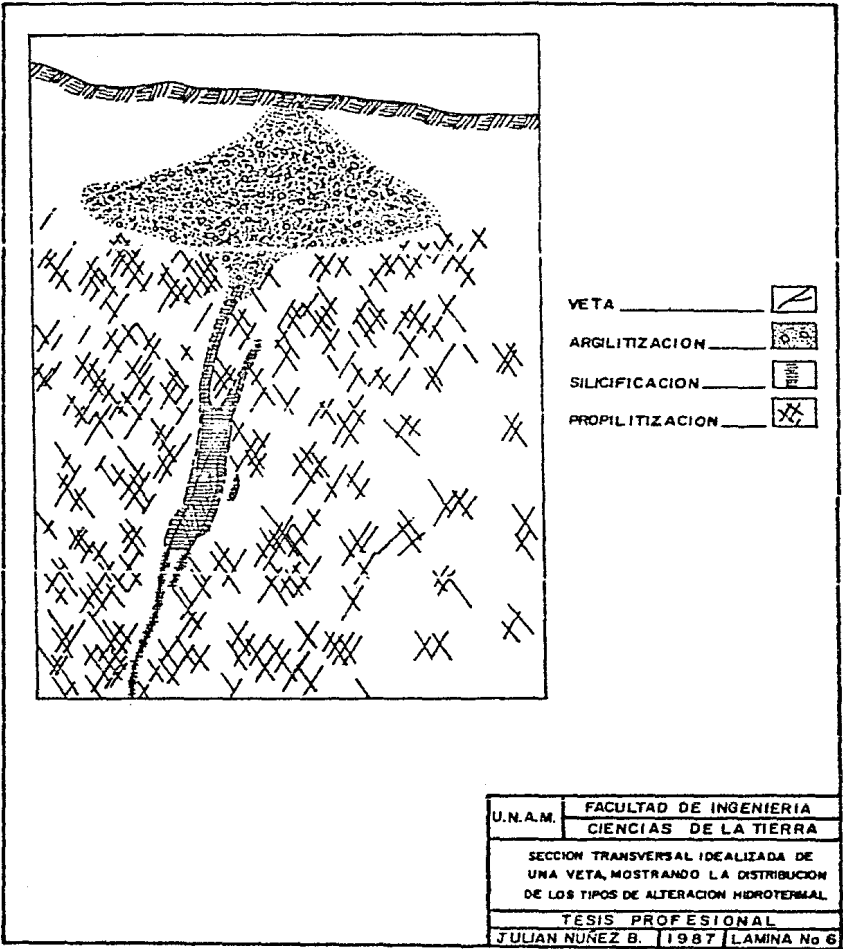 VETA
ARGILITIZACION
SILICIFICACION
PROPILITIZACION
U.N.A.M.
FACULTAD DE INGENIERIA
CIENCIAS DE LA TIERRA
SECCION TRANSVERSAL IDEALIZADA DE
UNA VETA, MOSTRANDO LA DISTRIBUCION
DE LOS TIPOS DE ALTERACION HIDROTERMAL
TESIS PROFESIONAL
JULIAN NUÑEZ B. 1987 LAMINA No 6